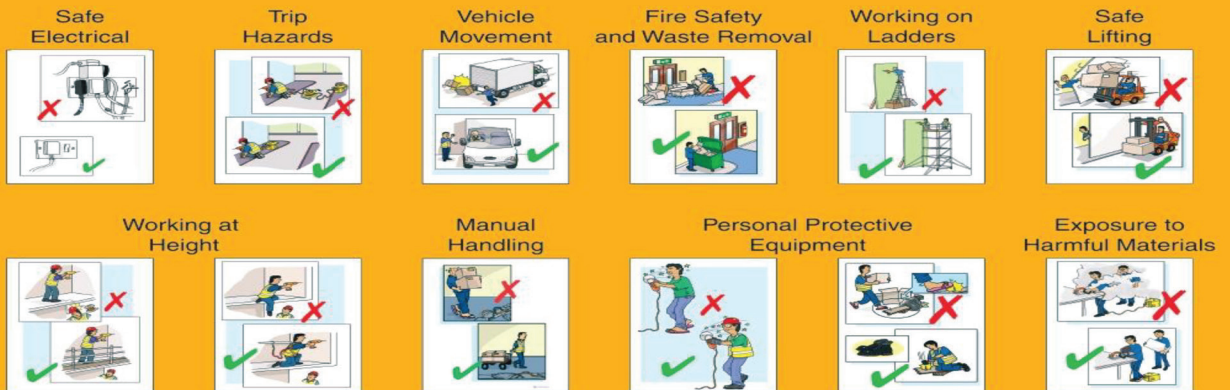 Safe
Electrical
Trip
Hazards
Vehicle
Movement
Fire Safety
and Waste Removal
Working on
Ladders
Safe
Lifting
Working at
Height
Manual
Handling
Personal Protective
Equipment
Exposure to
Harmful Materials